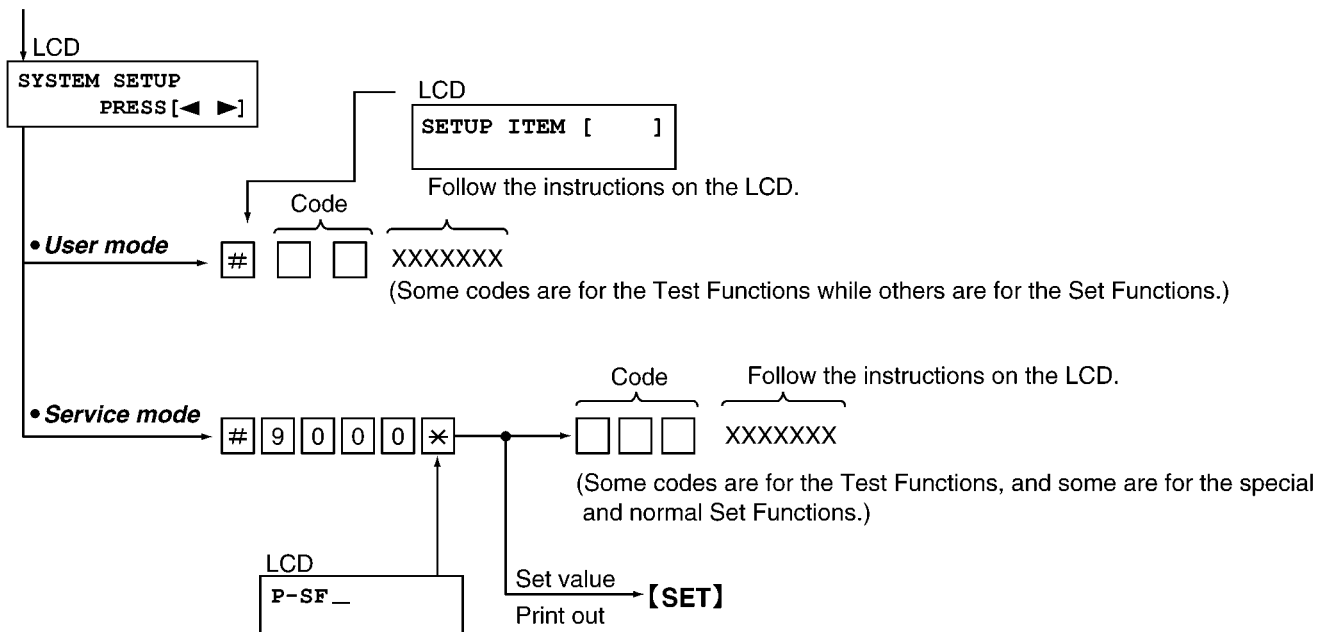 LCD
SYSTEM SETUP
PRESS[◀ ▶]
LCD
SETUP ITEM [ ]
Follow the instructions on the LCD.
Code
• User mode
# XXXXXXX
(Some codes are for the Test Functions while others are for the Set Functions.)
Code Follow the instructions on the LCD.
• Service mode
# 9 0 0 0 * XXXXXXX
(Some codes are for the Test Functions, and some are for the special
and normal Set Functions.)
LCD
P-SF_
Set value
Print out
【SET】